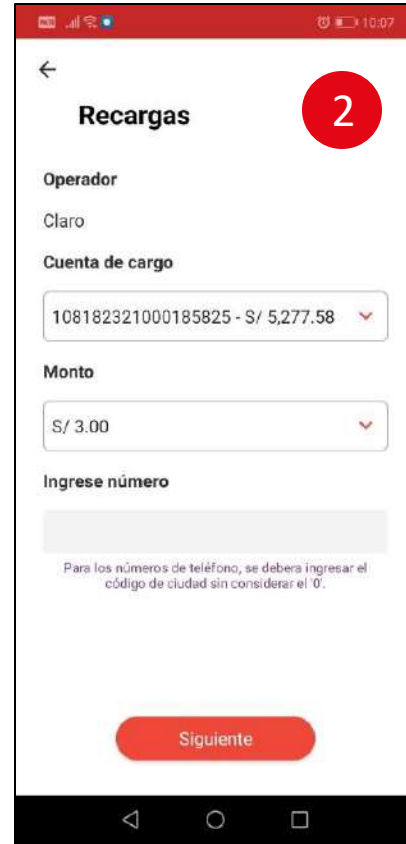 10:07
Recargas
2
Operador
Claro
Cuenta de cargo
108182321000185825 - S/ 5,277.58
Monto
S/ 3.00
Ingrese número
Para los números de teléfono, se debera ingresar el
código de ciudad sin considerar el '0'.
Siguiente